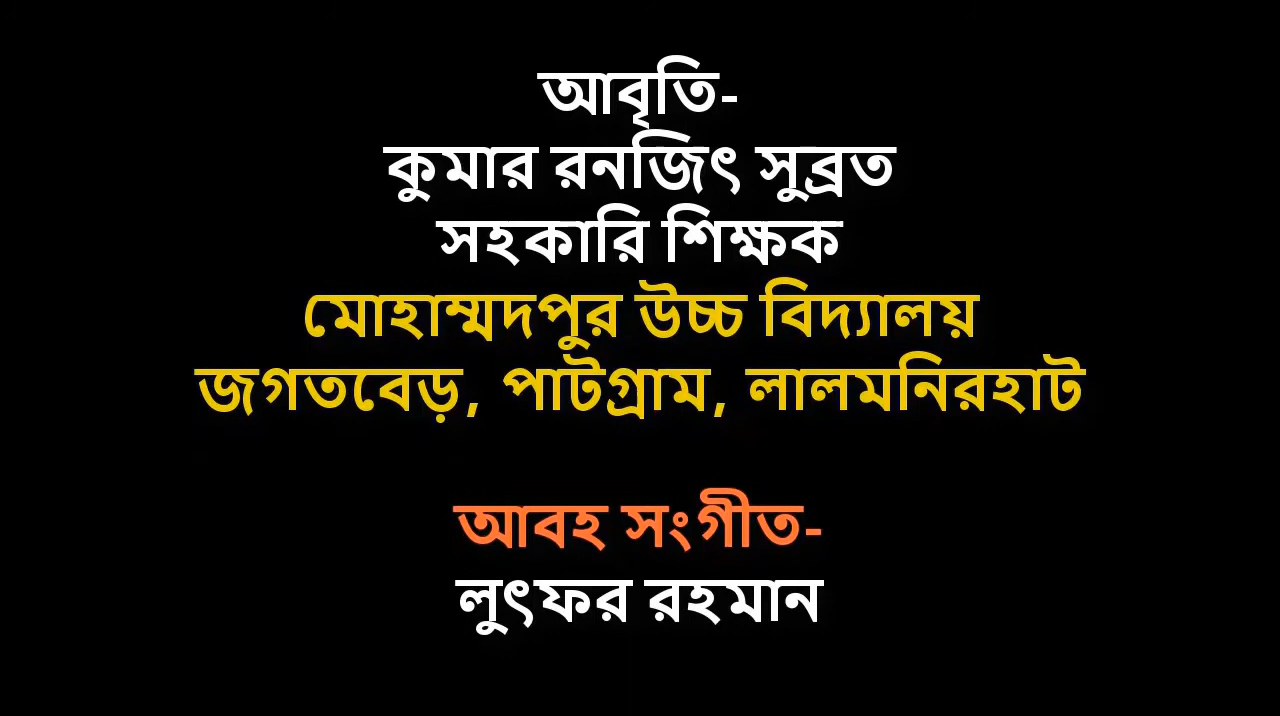 আবৃতি-
কুমার রনজিৎ সুব্রত
সহকারি শিক্ষক
মোহাম্মদপুর উচ্চ বিদ্যালয়
জগতবেড়, পাটগ্রাম, লালমনিরহাট
আবহ সংগীত-
লুৎফর রহমান